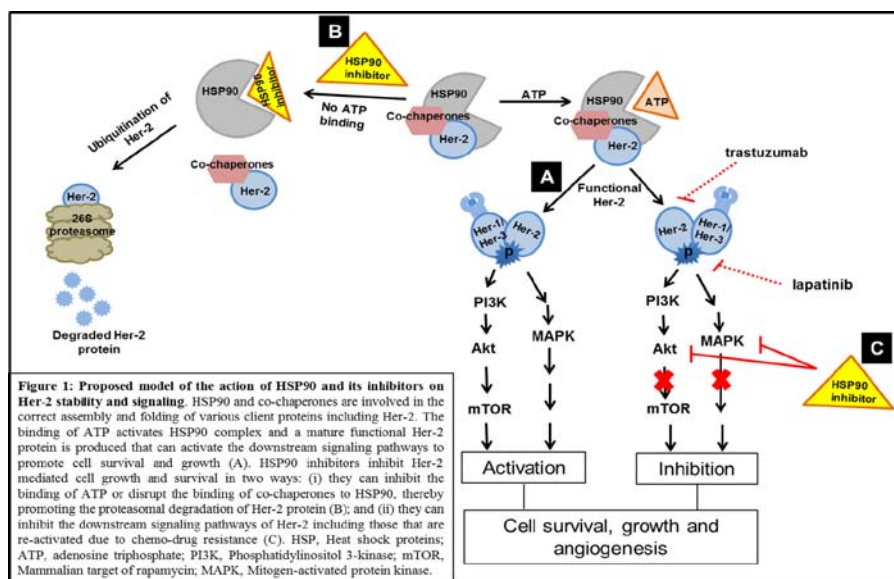 B
HSP90
inhibitor
HSP90
HSP90
inhibitor
No ATP
binding
HSP90
Co-chaperones
Her-2
ATP
HSP90
ATP
Co-chaperones
Her-2
Ubiquitination of
Her-2
Co-chaperones
Her-2
Her-2
26S
proteasome
Degraded Her-2
protein
A
Functional
Her-2
trastuzumab
Her-1/
Her-3
Her-2
P
Her-2
Her-1/
Her-3
P
lapatinib
PI3K
MAPK
Akt
mTOR
PI3K
MAPK
Akt
mTOR
C
HSP90
inhibitor
Activation
Inhibition
Cell survival, growth and
angiogenesis
Figure 1: Proposed model of the action of HSP90 and its inhibitors on
Her-2 stability and signaling. HSP90 and co-chaperones are involved in the
correct assembly and folding of various client proteins including Her-2. The
binding of ATP activates HSP90 complex and a mature functional Her-2
protein is produced that can activate the downstream signaling pathways to
promote cell survival and growth (A). HSP90 inhibitors inhibit Her-2
mediated cell growth and survival in two ways: (i) they can inhibit the
binding of ATP or disrupt the binding of co-chaperones to HSP90, thereby
promoting the proteasomal degradation of Her-2 protein (B); and (ii) they can
inhibit the downstream signaling pathways of Her-2 including those that are
re-activated due to chemo-drug resistance (C). HSP, Heat shock proteins;
ATP, adenosine triphosphate; PI3K, Phosphatidylinositol 3-kinase; mTOR,
Mammalian target of rapamycin; MAPK, Mitogen-activated protein kinase.